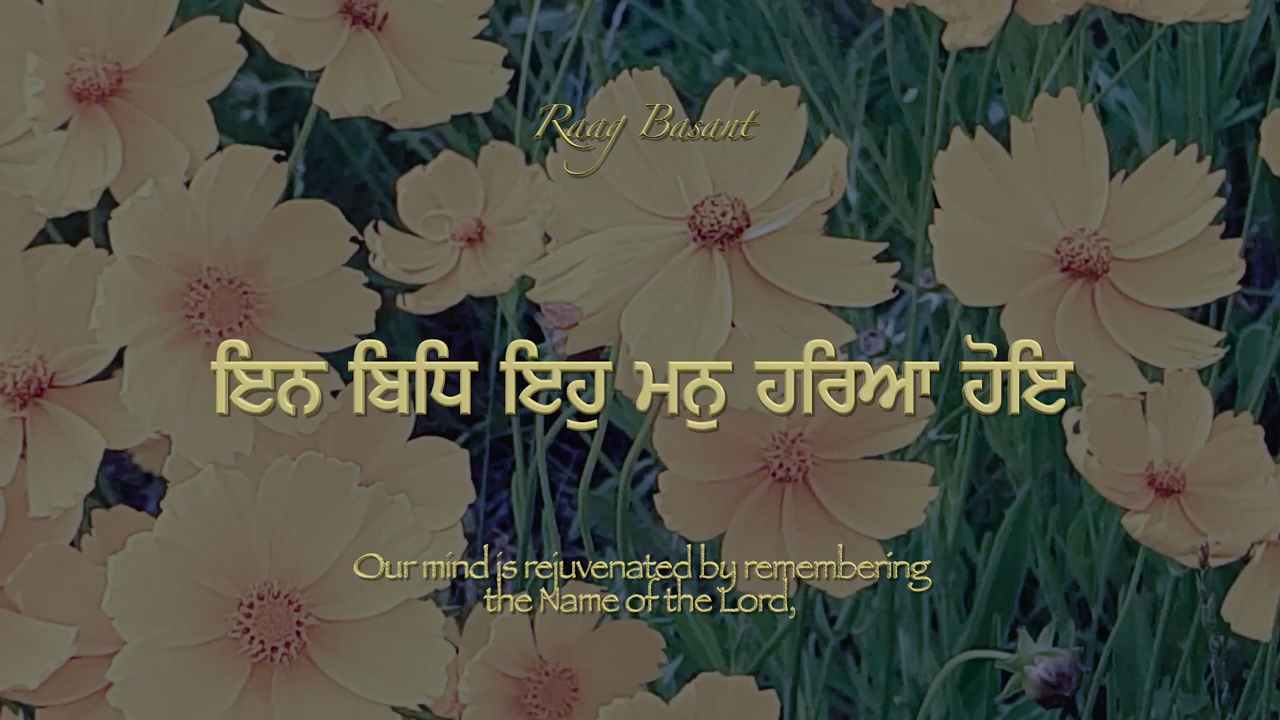 Raag Basant
ਇਨ ਬਿਧਿ ਇਹੁ ਮਨੁ ਹਰਿਆ ਹੋਇ
Our mind is rejuvenated by remembering
the Name of the Lord,